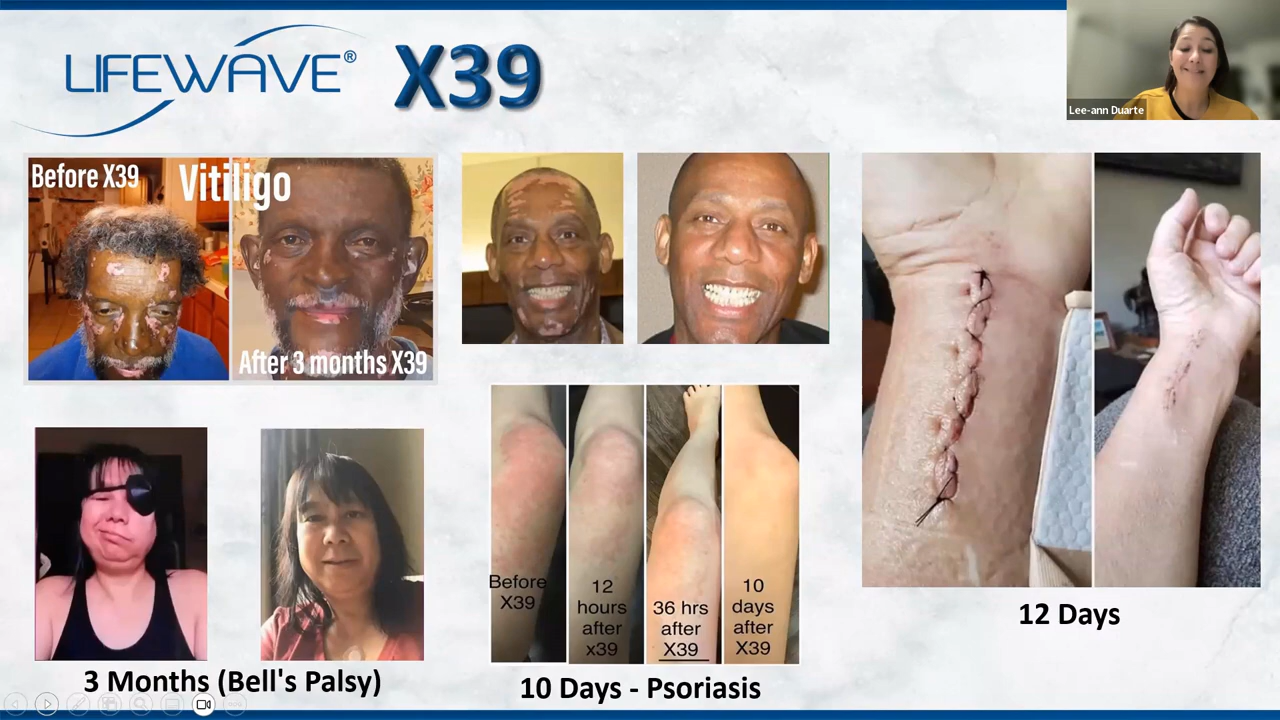 LIFEWAVE®
X39
Lee-ann Duarte
Before X39
Vitiligo
After 3 months X39
Before
X39
12
hours
after
x39
36 hrs
after
X39
10
days
after
X39
12 Days
3 Months (Bell's Palsy)
10 Days - Psoriasis